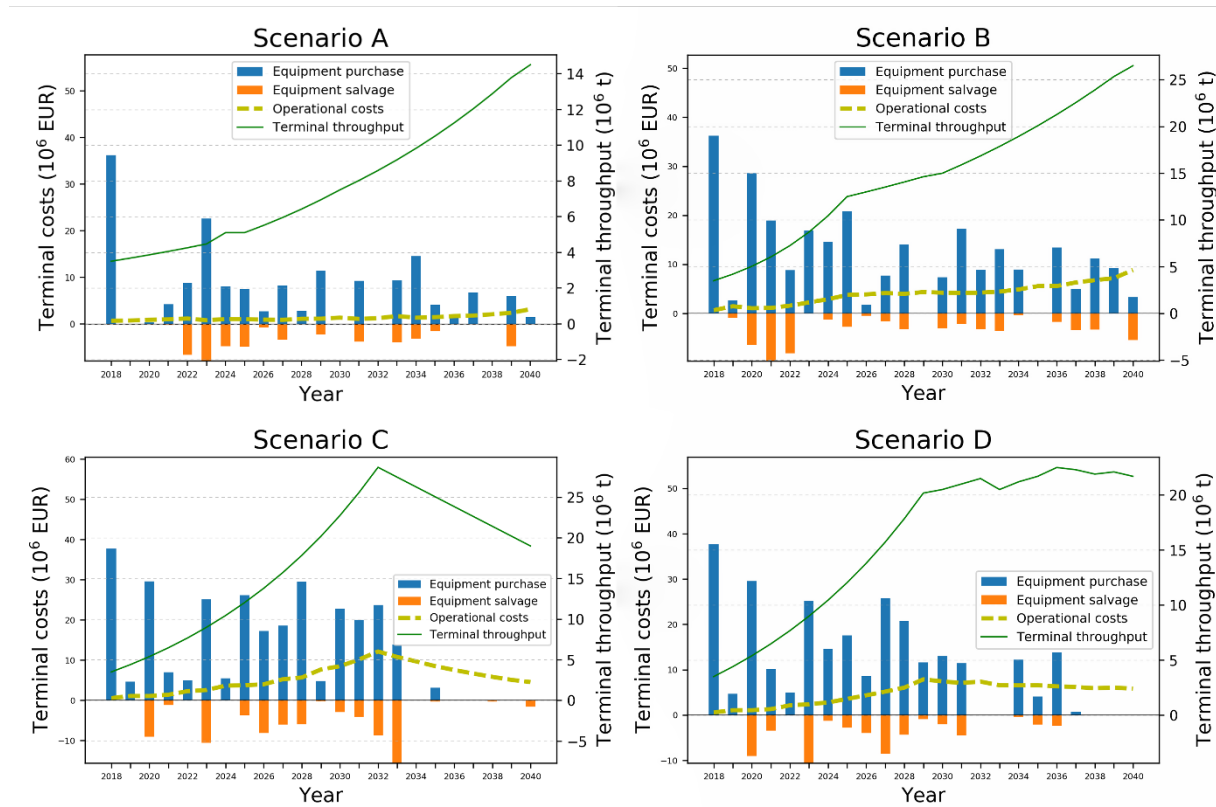 Scenario A
Equipment purchase
Equipment salvage
Operational costs
Terminal throughput
Terminal costs (10⁶ EUR)
50
40
30
20
10
0
Terminal throughput (10⁶ t)
14
12
10
8
6
4
2
0
−2
2018 2020 2022 2024 2026 2028 2030 2032 2034 2036 2038 2040
Year
Scenario B
Equipment purchase
Equipment salvage
Operational costs
Terminal throughput
Terminal costs (10⁶ EUR)
50
40
30
20
10
0
Terminal throughput (10⁶ t)
25
20
15
10
5
0
−5
2018 2020 2022 2024 2026 2028 2030 2032 2034 2036 2038 2040
Year
Scenario C
Equipment purchase
Equipment salvage
Operational costs
Terminal throughput
Terminal costs (10⁶ EUR)
60
50
40
30
20
10
0
−10
Terminal throughput (10⁶ t)
25
20
15
10
5
0
−5
2018 2020 2022 2024 2026 2028 2030 2032 2034 2036 2038 2040
Year
Scenario D
Equipment purchase
Equipment salvage
Operational costs
Terminal throughput
Terminal costs (10⁶ EUR)
50
40
30
20
10
0
−10
Terminal throughput (10⁶ t)
20
15
10
5
0
2018 2020 2022 2024 2026 2028 2030 2032 2034 2036 2038 2040
Year